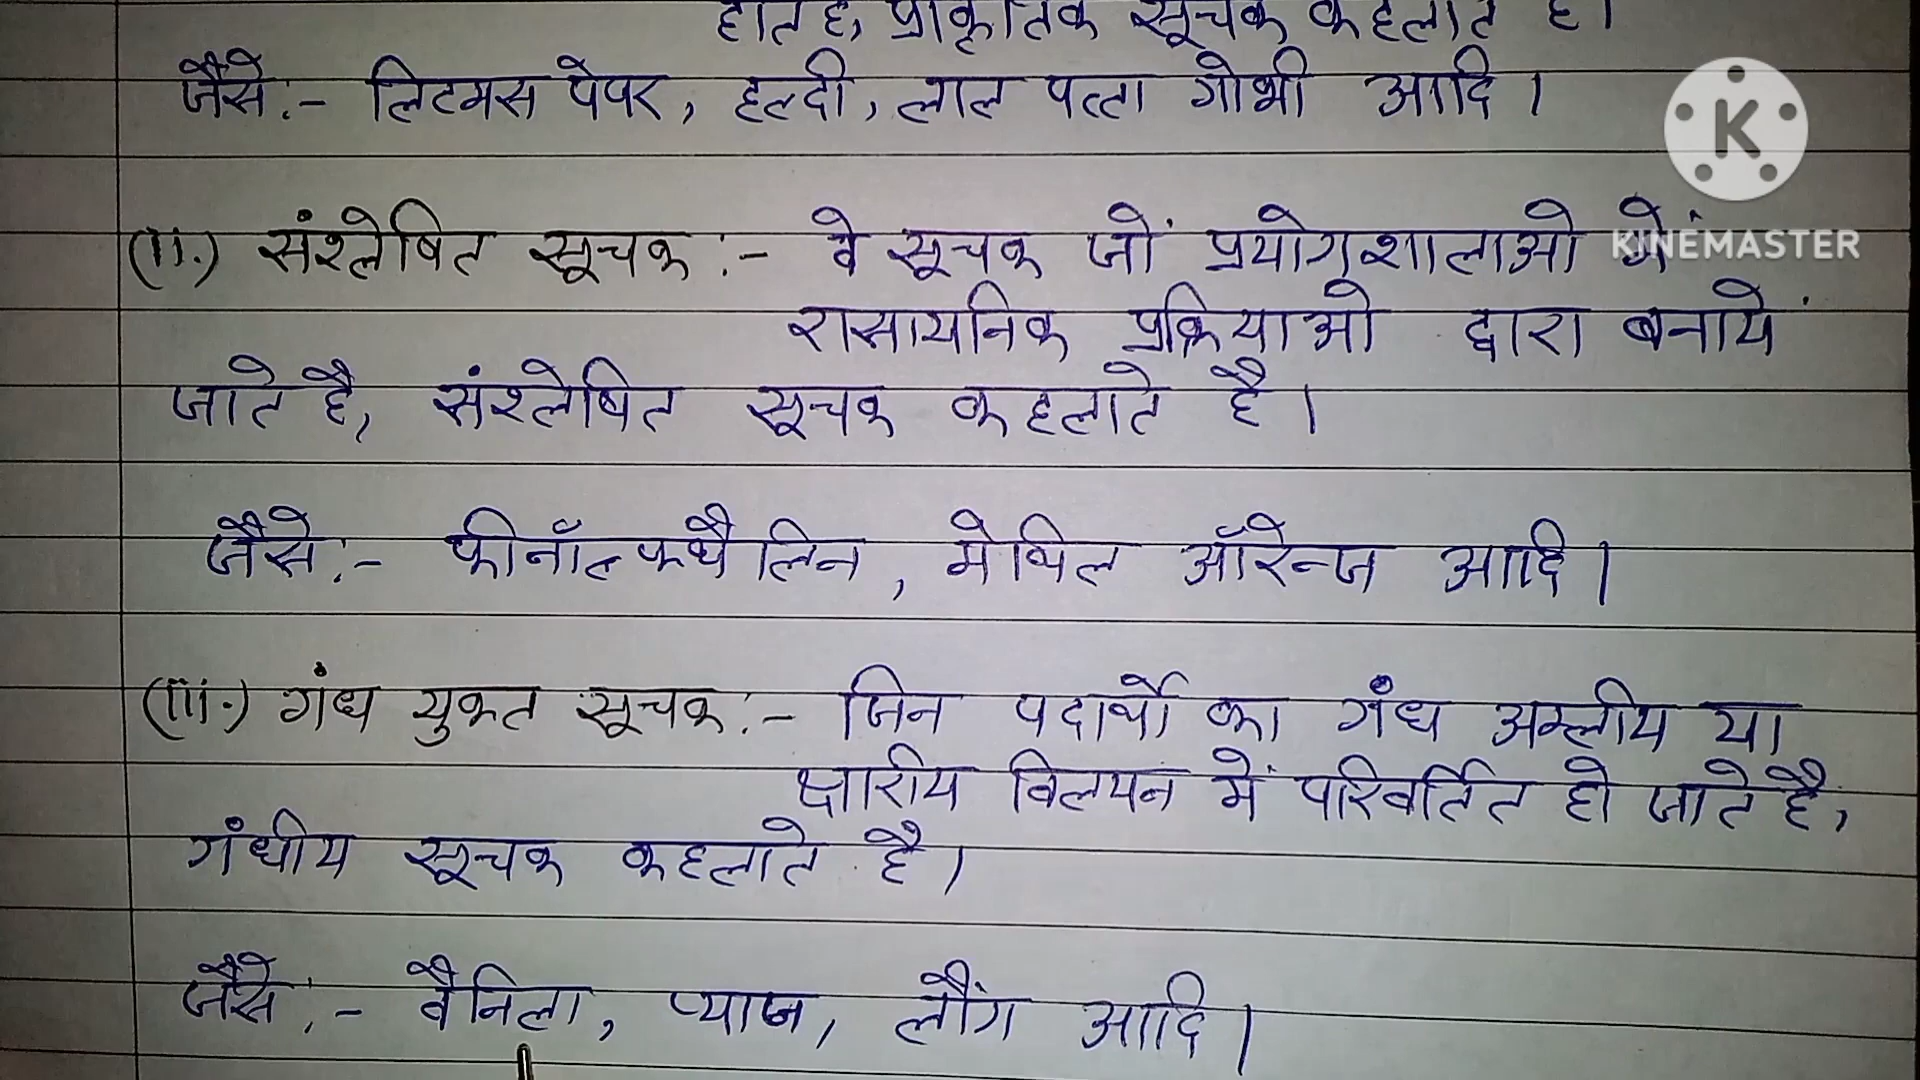 होते है, प्राकृतिक सूचक कहलाते है।
जैसे:- लिटमस पेपर, हल्दी, लाल पत्ता गोभी आदि।
K
KINEMASTER
(ii.) संश्लेषित सूचक :- वे सूचक जों प्रयोगशालाओ में
रासायनिक प्रक्रियाओ द्वारा बनायें
जाते है, संश्लेषित सूचक कहलाते है।
जैसे:- फीनॉल्फथैलिन, मेथिल ऑरेन्ज आदि।
(iii.) गंध युक्त सूचक:- जिन पदार्थो का गंध अम्लीय या
क्षारीय विलयन में परिवर्तित हो जाते है,
गंधीय सूचक कहलाते है।
जैसे:- वैनिला, प्याज, लौंग आदि।